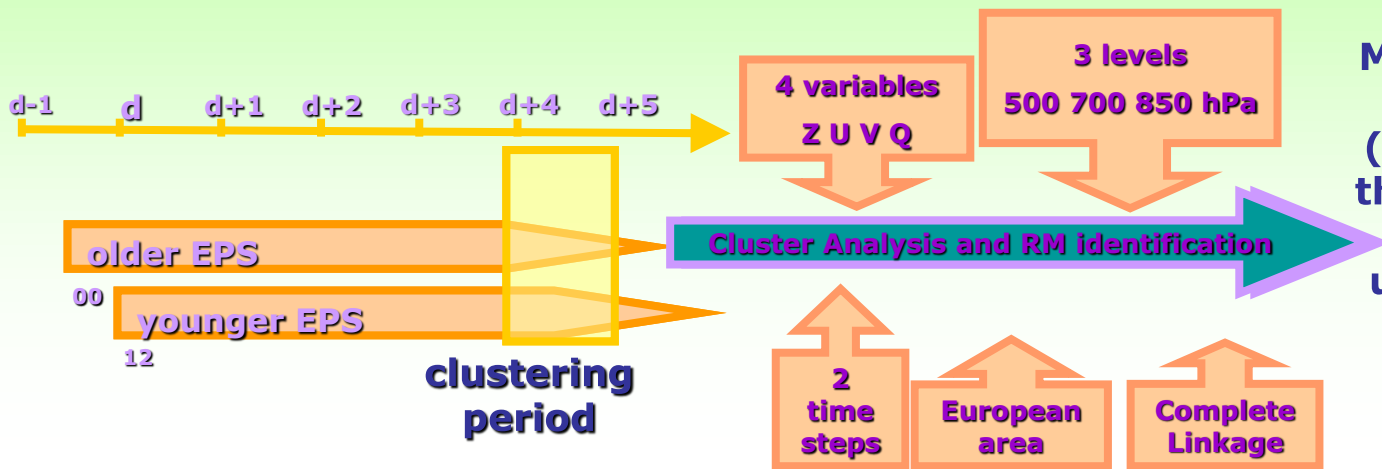 d-1 d d+1 d+2 d+3 d+4 d+5
older EPS
00
younger EPS
12
clustering
period
4 variables
Z U V Q
3 levels
500 700 850 hPa
Cluster Analysis and RM identification
2
time
steps
European
area
Complete
Linkage